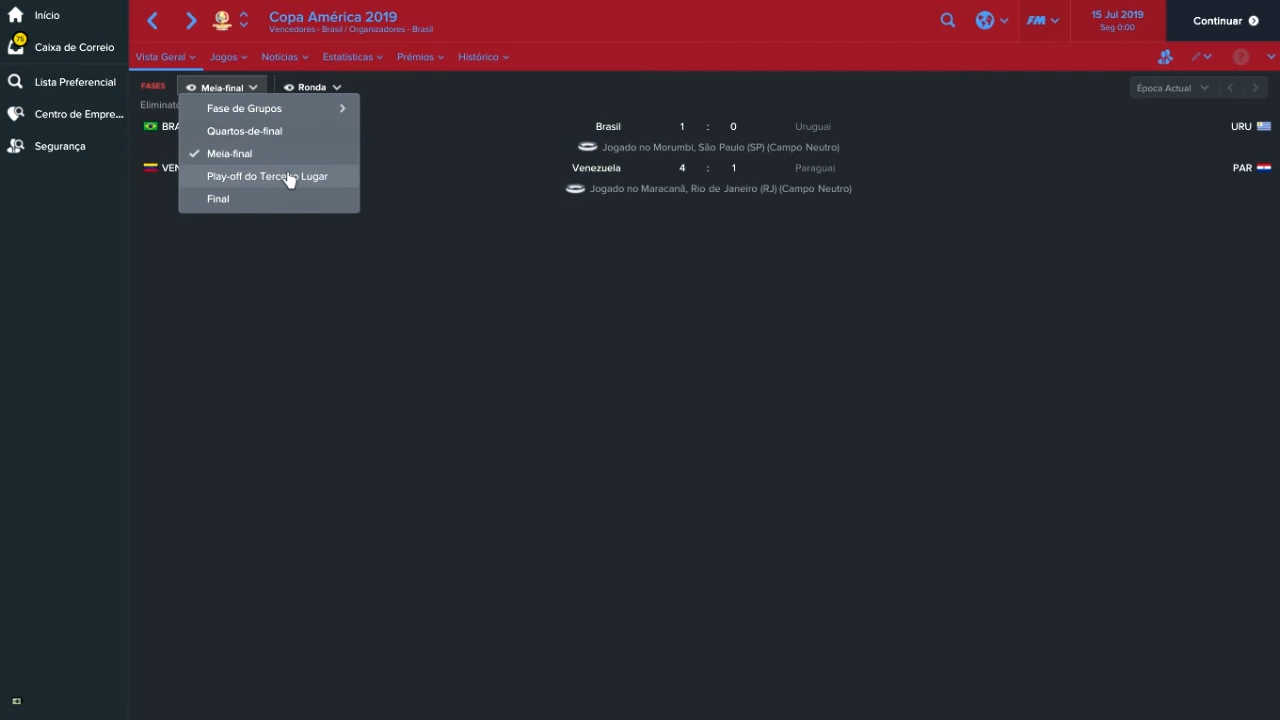 Início
75
Caixa de Correio
Lista Preferencial
Centro de Empre...
Segurança
Copa América 2019
Vencedores - Brasil / Organizadores - Brasil
FM
15 Jul 2019
Seg 0:00
Continuar
Vista Geral
Jogos
Notícias
Estatísticas
Prémios
Histórico
?
FASES
Meia-final
Ronda
Época Actual
Fase de Grupos
Quartos-de-final
Meia-final
Play-off do Terceiro Lugar
Final
Brasil 1 : 0 Uruguai
URU
Jogado no Morumbi, São Paulo (SP) (Campo Neutro)
Venezuela 4 : 1 Paraguai
PAR
Jogado no Maracanã, Rio de Janeiro (RJ) (Campo Neutro)